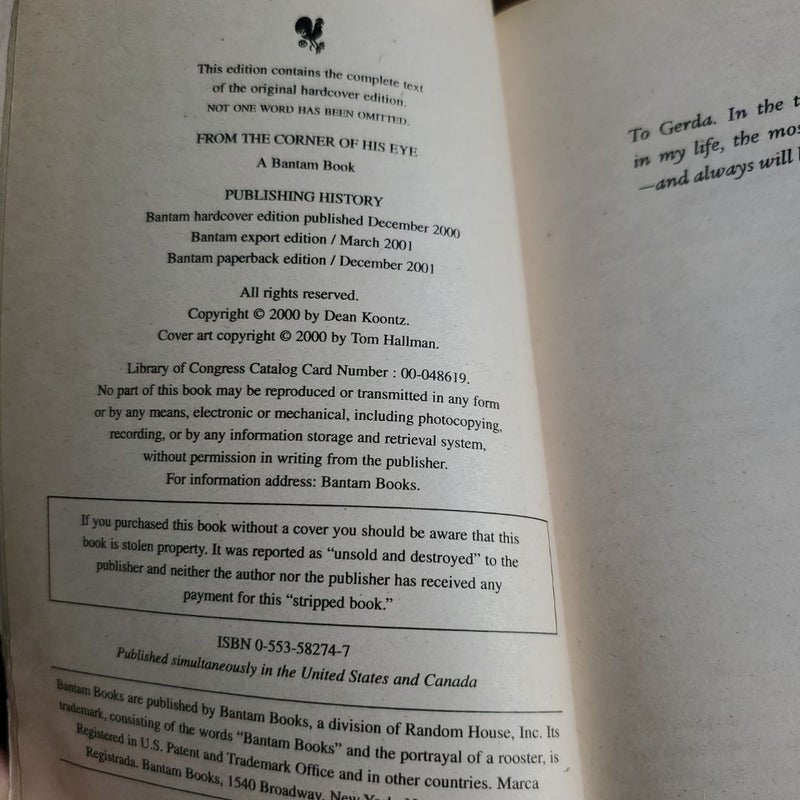 This edition contains the complete text
of the original hardcover edition.
NOT ONE WORD HAS BEEN OMITTED.
FROM THE CORNER OF HIS EYE
A Bantam Book
PUBLISHING HISTORY
Bantam hardcover edition published December 2000
Bantam export edition / March 2001
Bantam paperback edition / December 2001
All rights reserved.
Copyright © 2000 by Dean Koontz.
Cover art copyright © 2000 by Tom Hallman.
Library of Congress Catalog Card Number : 00-048619.
No part of this book may be reproduced or transmitted in any form
or by any means, electronic or mechanical, including photocopying,
recording, or by any information storage and retrieval system,
without permission in writing from the publisher.
For information address: Bantam Books.
If you purchased this book without a cover you should be aware that this
book is stolen property. It was reported as “unsold and destroyed” to the
publisher and neither the author nor the publisher has received any
payment for this “stripped book.”
ISBN 0-553-58274-7
Published simultaneously in the United States and Canada
Bantam Books are published by Bantam Books, a division of Random House, Inc. Its
trademark, consisting of the words “Bantam Books” and the portrayal of a rooster, is
Registered in U.S. Patent and Trademark Office and in other countries. Marca
Registrada. Bantam Books, 1540 Broadway, New
To Gerda. In the
in my life, the
—and always will